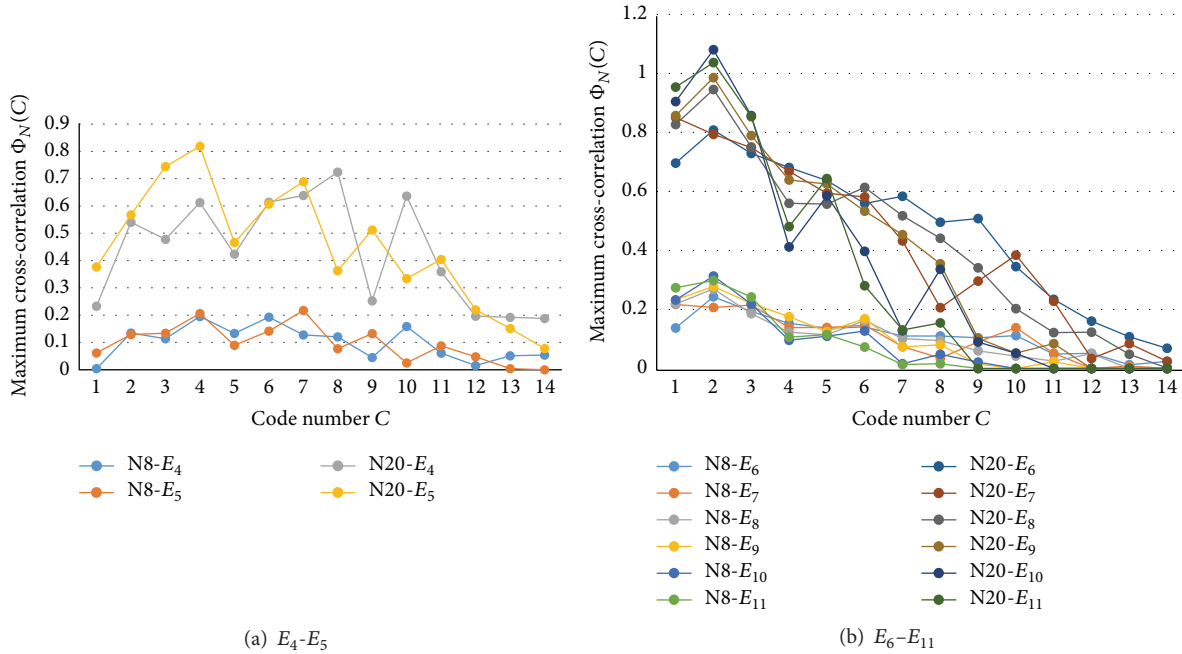 Maximum cross-correlation Φ_N(C)
0.9
0.8
0.7
0.6
0.5
0.4
0.3
0.2
0.1
0
1 2 3 4 5 6 7 8 9 10 11 12 13 14
Code number C
N8-E₄ N20-E₄
N8-E₅ N20-E₅
(a) E₄-E₅
Maximum cross-correlation Φ_N(C)
1.2
1
0.8
0.6
0.4
0.2
0
1 2 3 4 5 6 7 8 9 10 11 12 13 14
Code number C
N8-E₆ N20-E₆
N8-E₇ N20-E₇
N8-E₈ N20-E₈
N8-E₉ N20-E₉
N8-E₁₀ N20-E₁₀
N8-E₁₁ N20-E₁₁
(b) E₆–E₁₁